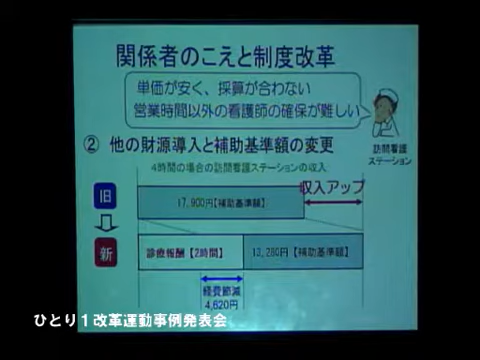 関係者のこえと制度改革
単価が安く、採算が合わない
営業時間以外の看護師の確保が難しい
訪問看護
ステーション
② 他の財源導入と補助基準額の変更
4時間の場合の訪問看護ステーションの収入
収入アップ
旧
17,900円【補助基準額】
新
診療報酬【2時間】
13,280円【補助基準額】
経費節減
4,620円
ひとり1改革運動事例発表会